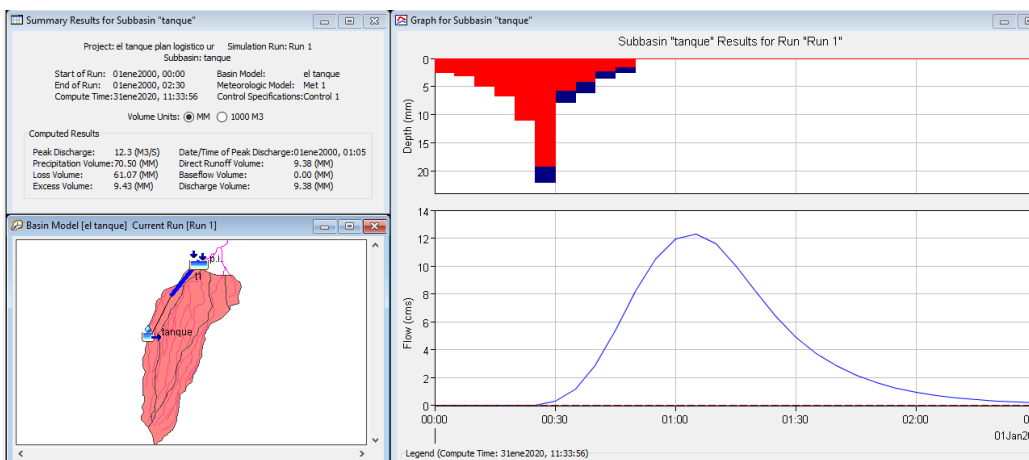 Summary Results for Subbasin "tanque"
Project: el tanque plan logistico ur Simulation Run: Run 1
Subbasin: tanque
Start of Run: 01ene2000, 00:00 Basin Model: el tanque
End of Run: 01ene2000, 02:30 Meteorologic Model: Met 1
Compute Time:31ene2020, 11:33:56 Control Specifications:Control 1
Volume Units: MM 1000 M3
Computed Results
Peak Discharge: 12.3 (M3/S) Date/Time of Peak Discharge:01ene2000, 01:05
Precipitation Volume:70.50 (MM) Direct Runoff Volume: 9.38 (MM)
Loss Volume: 61.07 (MM) Baseflow Volume: 0.00 (MM)
Excess Volume: 9.43 (MM) Discharge Volume: 9.38 (MM)
Basin Model [el tanque] Current Run [Run 1]
p.i.
t1
tanque
Graph for Subbasin "tanque"
Subbasin "tanque" Results for Run "Run 1"
0
5
10
15
20
Depth (mm)
14
12
10
8
6
4
2
0
Flow (cms)
00:00 00:30 01:00 01:30 02:00
01Jan20
Legend (Compute Time: 31ene2020, 11:33:56)